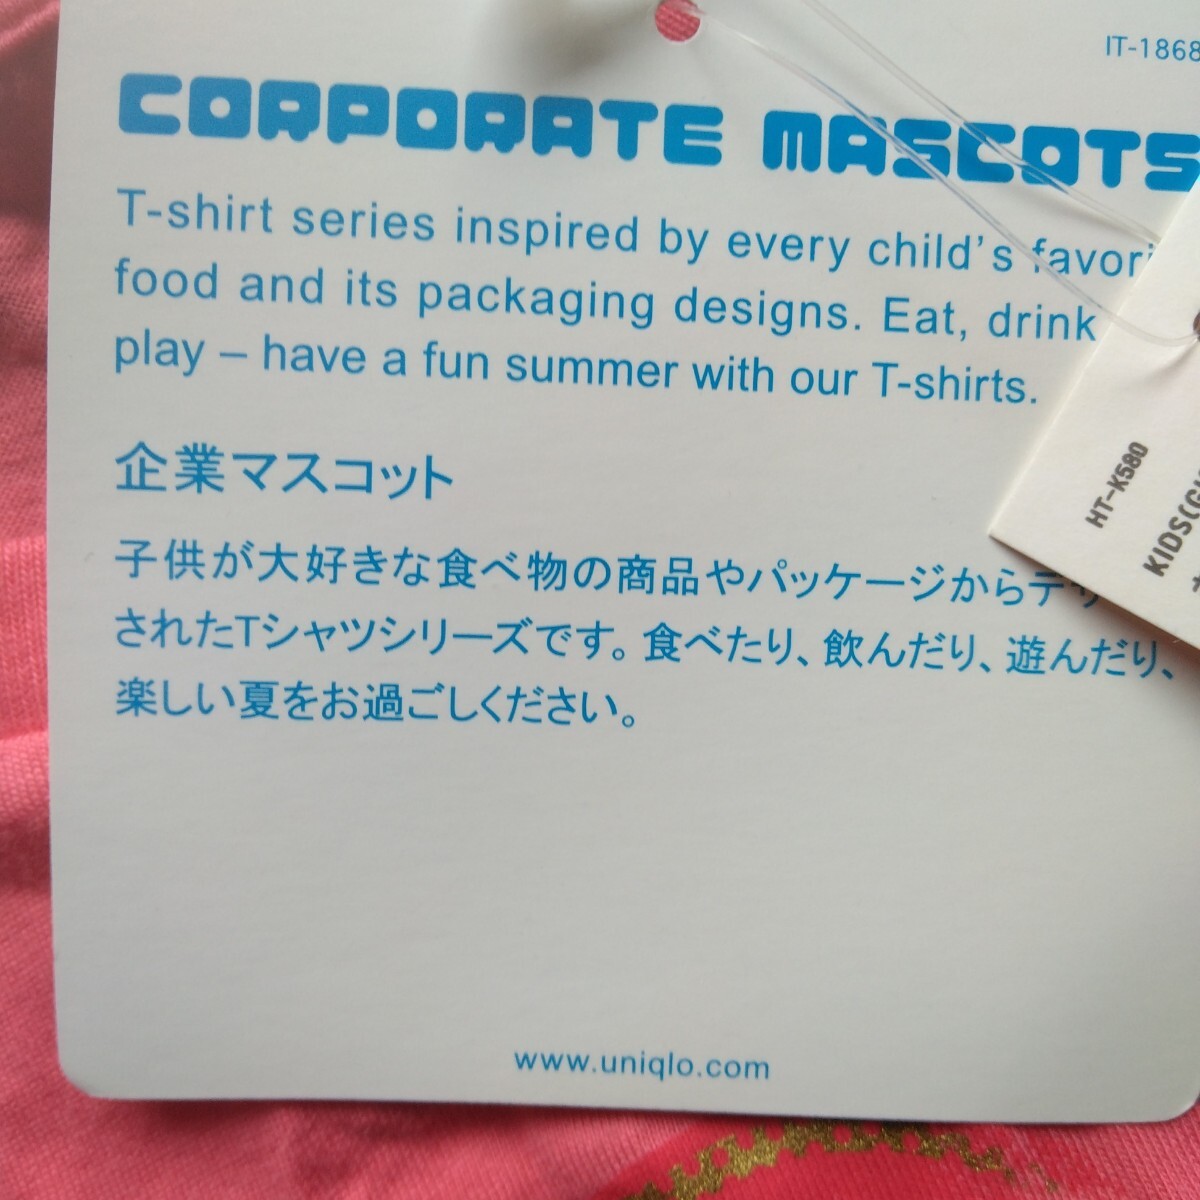 IT-1868
CORPORATE MASCOTS
T-shirt series inspired by every child's
food and its packaging designs. Eat, drink
play – have a fun summer with our T-shirts.
企業マスコット
子供が大好きな食べ物の商品やパッケージからデザ
されたTシャツシリーズです。食べたり、飲んだり、遊んだり、
楽しい夏をお過ごしください。
www.uniqlo.com
HT-K580